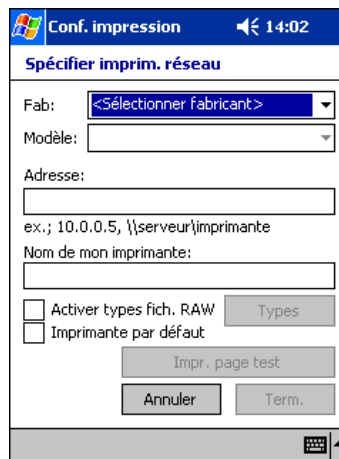 Conf. impression 14:02
Spécifier imprim. réseau
Fab: <Sélectionner fabricant>
Modèle:
Adresse:
ex.; 10.0.0.5, \\serveur\imprimante
Nom de mon imprimante:
Activer types fich. RAW Types
Imprimante par défaut
Impr. page test
Annuler Term.